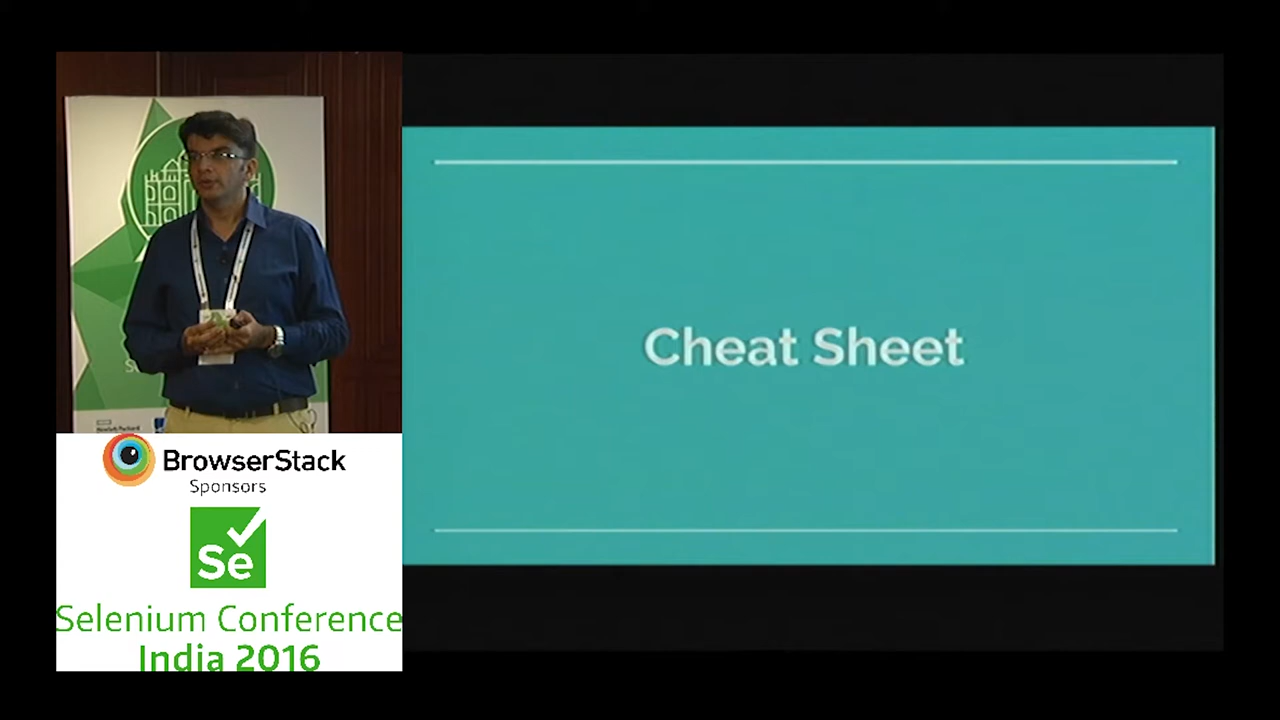 Cheat Sheet
BrowserStack
Sponsors
Se
Selenium Conference
India 2016